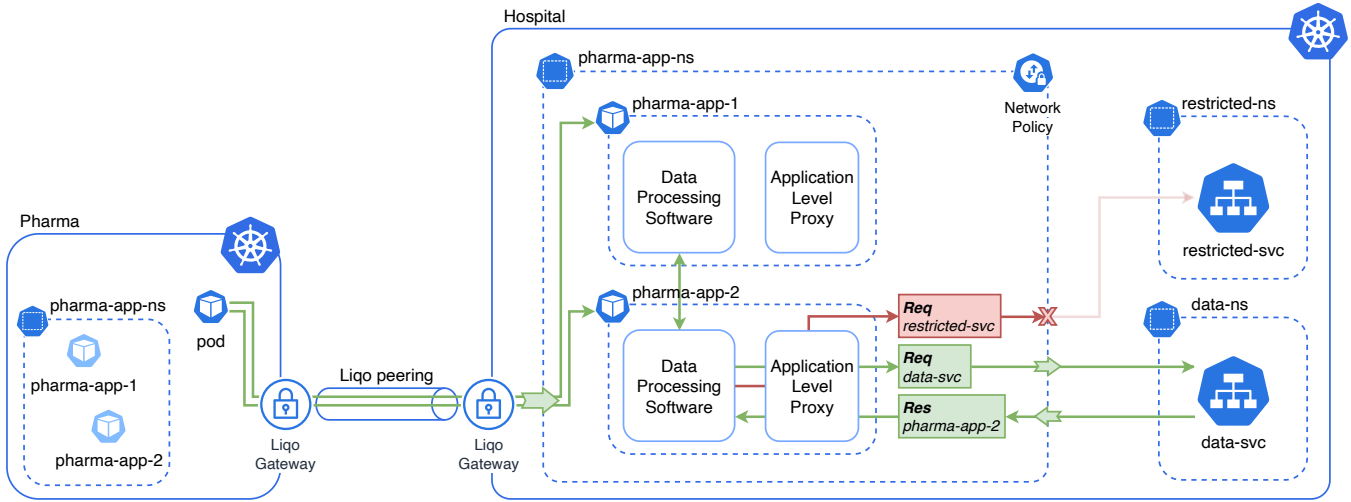 Hospital
pharma-app-ns
Network
Policy
pharma-app-1
Data
Processing
Software
Application
Level
Proxy
restricted-ns
restricted-svc
Pharma
pharma-app-ns
pod
pharma-app-1
pharma-app-2
Liqo
Gateway
Liqo peering
Liqo
Gateway
pharma-app-2
Data
Processing
Software
Application
Level
Proxy
Req
restricted-svc
X
Req
data-svc
Res
pharma-app-2
data-ns
data-svc